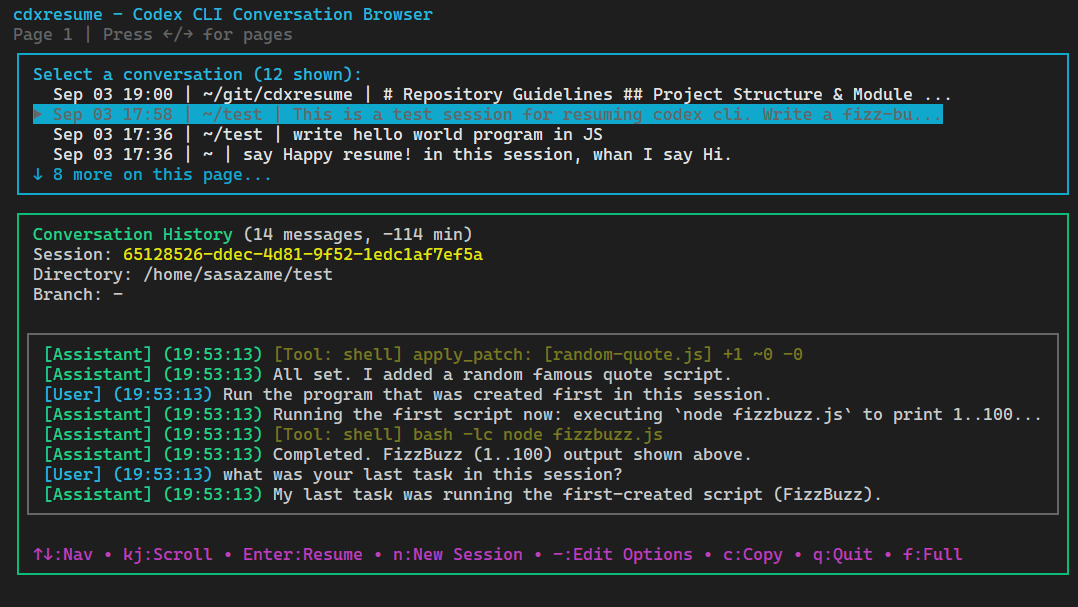 cdxresume - Codex CLI Conversation Browser
Page 1 | Press ←/→ for pages
Select a conversation (12 shown):
Sep 03 19:00 | ~/git/cdxresume | # Repository Guidelines ## Project Structure & Module ...
▶ Sep 03 17:58 | ~/test | This is a test session for resuming codex cli. Write a fizz-bu...
Sep 03 17:36 | ~/test | write hello world program in JS
Sep 03 17:36 | ~ | say Happy resume! in this session, whan I say Hi.
↓ 8 more on this page...
Conversation History (14 messages, -114 min)
Session: 65128526-ddec-4d81-9f52-1edc1af7ef5a
Directory: /home/sasazame/test
Branch: -
[Assistant] (19:53:13) [Tool: shell] apply_patch: [random-quote.js] +1 ~0 -0
[Assistant] (19:53:13) All set. I added a random famous quote script.
[User] (19:53:13) Run the program that was created first in this session.
[Assistant] (19:53:13) Running the first script now: executing `node fizzbuzz.js` to print 1..100...
[Assistant] (19:53:13) [Tool: shell] bash -lc node fizzbuzz.js
[Assistant] (19:53:13) Completed. FizzBuzz (1..100) output shown above.
[User] (19:53:13) what was your last task in this session?
[Assistant] (19:53:13) My last task was running the first-created script (FizzBuzz).
↑↓:Nav • kj:Scroll • Enter:Resume • n:New Session • -:Edit Options • c:Copy • q:Quit • f:Full